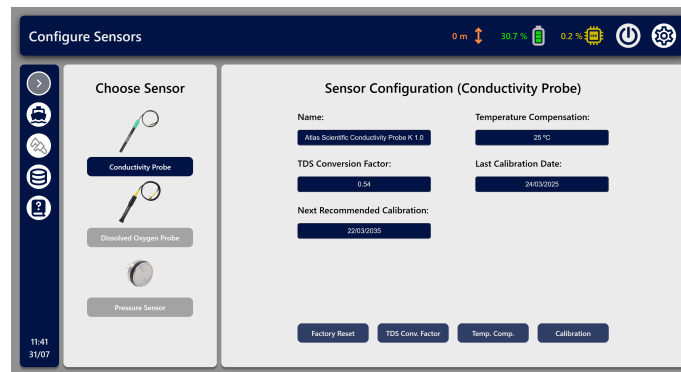 Configure Sensors
0 m
30.7 %
0.2 %
Choose Sensor
Conductivity Probe
Dissolved Oxygen Probe
Pressure Sensor
11:41
31/07
Sensor Configuration (Conductivity Probe)
Name:
Atlas Scientific Conductivity Probe K 1.0
Temperature Compensation:
25 ºC
TDS Conversion Factor:
0.54
Last Calibration Date:
24/03/2025
Next Recommended Calibration:
22/03/2035
Factory Reset
TDS Conv. Factor
Temp. Comp.
Calibration